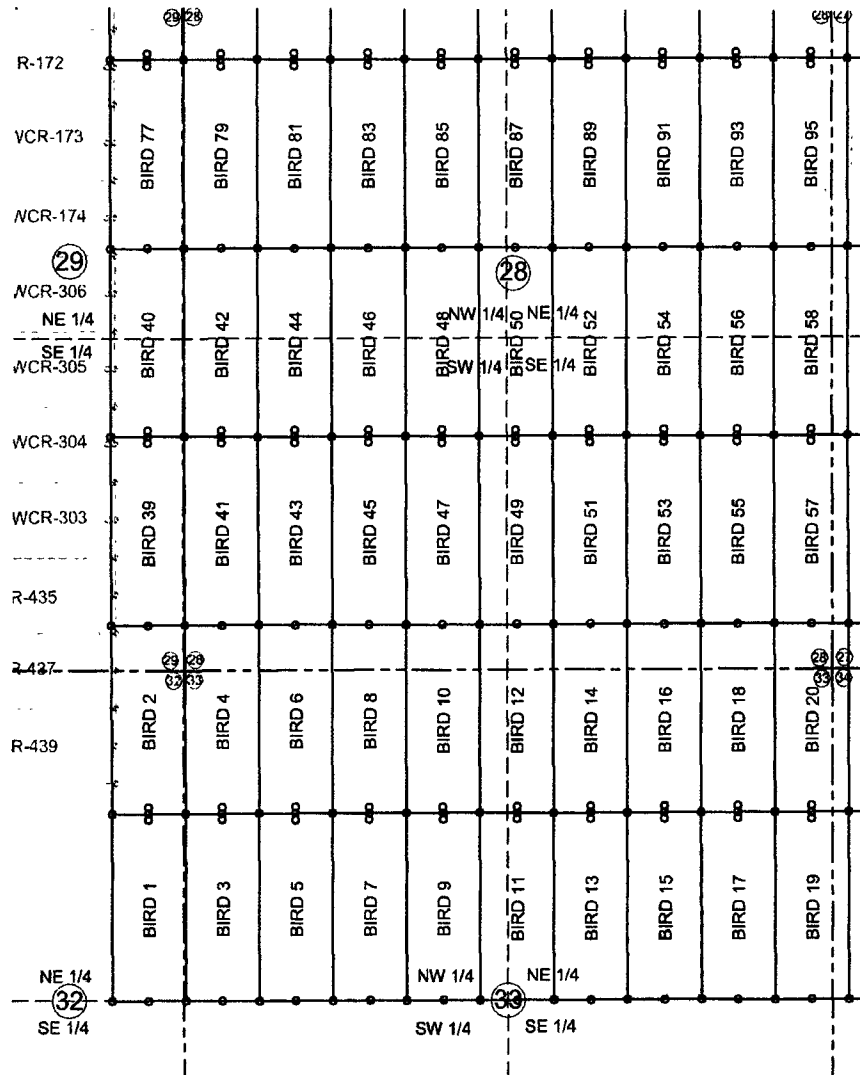 29 28
28 27
R-172
BIRD 77 BIRD 79 BIRD 81 BIRD 83 BIRD 85 BIRD 87 BIRD 89 BIRD 91 BIRD 93 BIRD 95
WCR-173
WCR-174
29 28
WCR-306
NE 1/4 NW 1/4 NE 1/4
BIRD 40 BIRD 42 BIRD 44 BIRD 46 BIRD 48 BIRD 50 BIRD 52 BIRD 54 BIRD 56 BIRD 58
SE 1/4 SW 1/4 SE 1/4
WCR-305
WCR-304
WCR-303
BIRD 39 BIRD 41 BIRD 43 BIRD 45 BIRD 47 BIRD 49 BIRD 51 BIRD 53 BIRD 55 BIRD 57
R-435
29 28 28 27
R-437
32 33 33 34
BIRD 2 BIRD 4 BIRD 6 BIRD 8 BIRD 10 BIRD 12 BIRD 14 BIRD 16 BIRD 18 BIRD 20
R-439
BIRD 1 BIRD 3 BIRD 5 BIRD 7 BIRD 9 BIRD 11 BIRD 13 BIRD 15 BIRD 17 BIRD 19
NE 1/4 NW 1/4 NE 1/4
32 33
SE 1/4 SW 1/4 SE 1/4